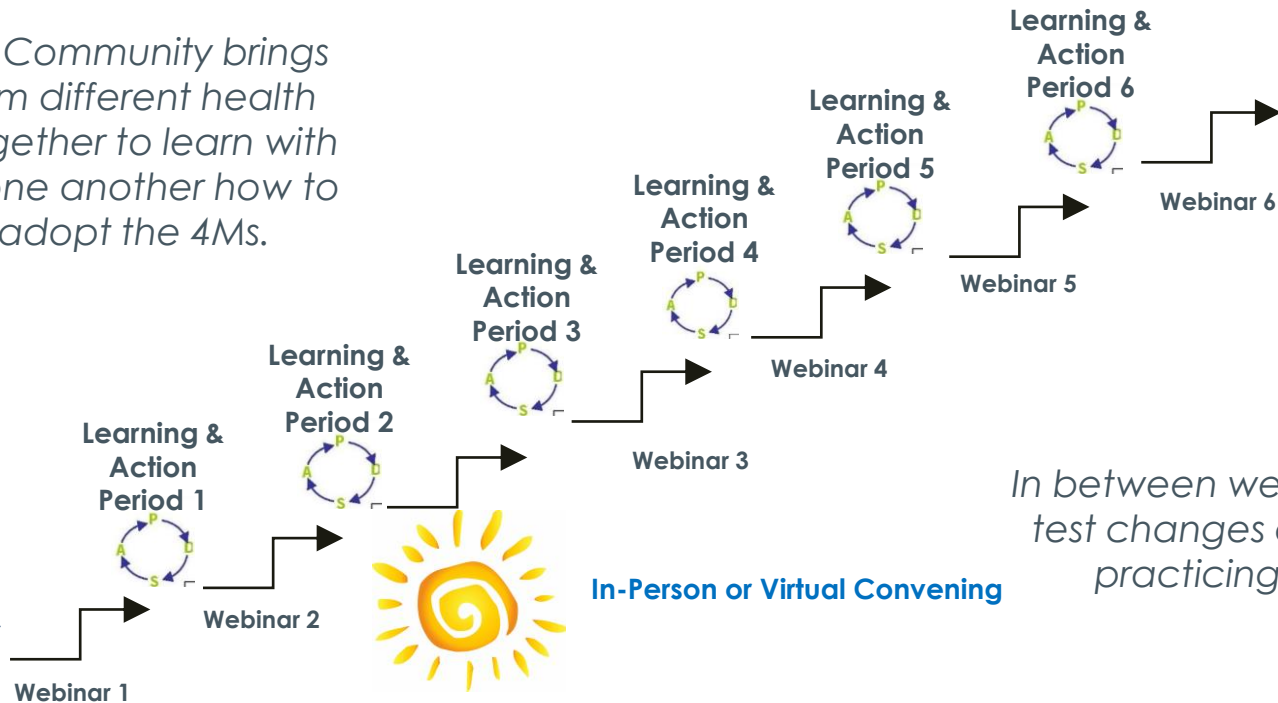 Community brings
m different health
gether to learn with
one another how to
adopt the 4Ms.
Learning &
Action
Period 6
P
A
D
S
Webinar 6
Learning &
Action
Period 5
P
A
D
S
Webinar 5
Learning &
Action
Period 4
P
A
D
S
Webinar 4
Learning &
Action
Period 3
P
A
D
S
Webinar 3
Learning &
Action
Period 2
P
A
D
S
In-Person or Virtual Convening
Learning &
Action
Period 1
P
A
D
S
Webinar 2
Webinar 1
In between we
test changes
practicing